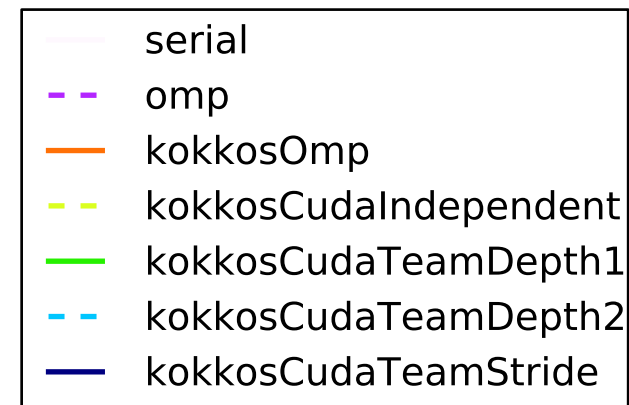 serial
omp
kokkosOmp
kokkosCudaIndependent
kokkosCudaTeamDepth1
kokkosCudaTeamDepth2
kokkosCudaTeamStride